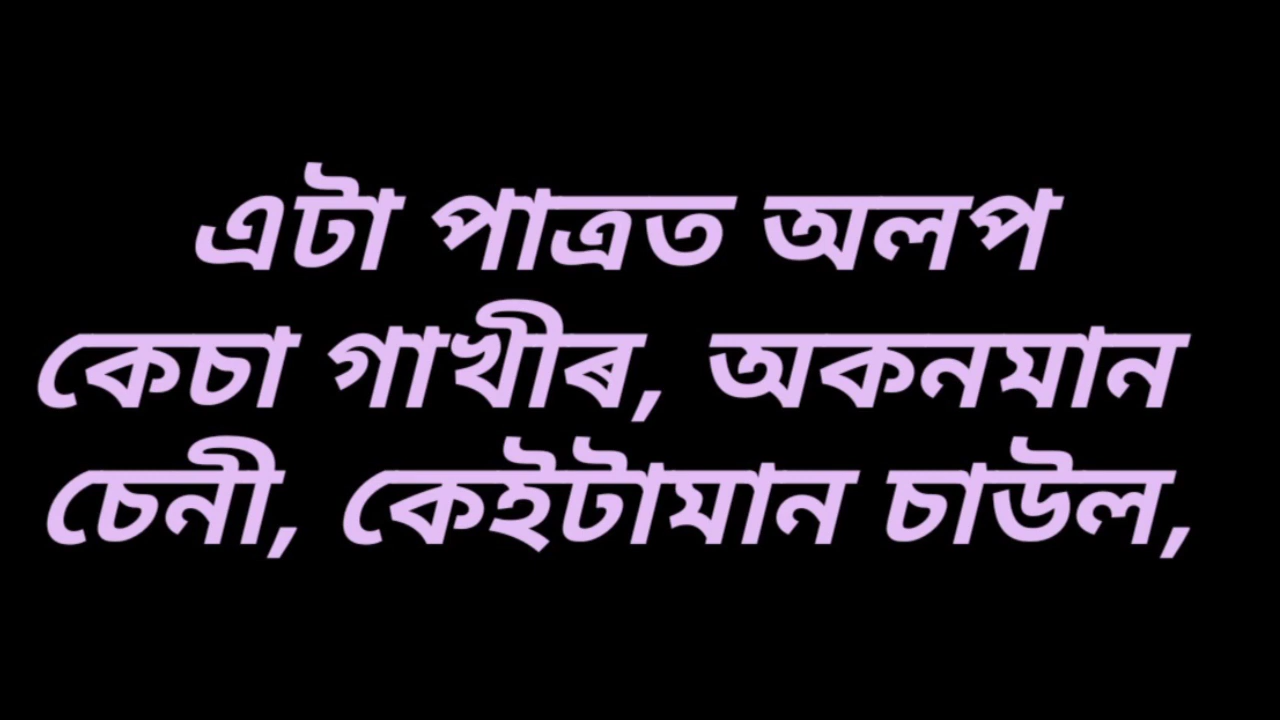 এটা পাত্ৰত অলপ
কেচা গাখীৰ, অকনমান
চেনী, কেইটামান চাউল,